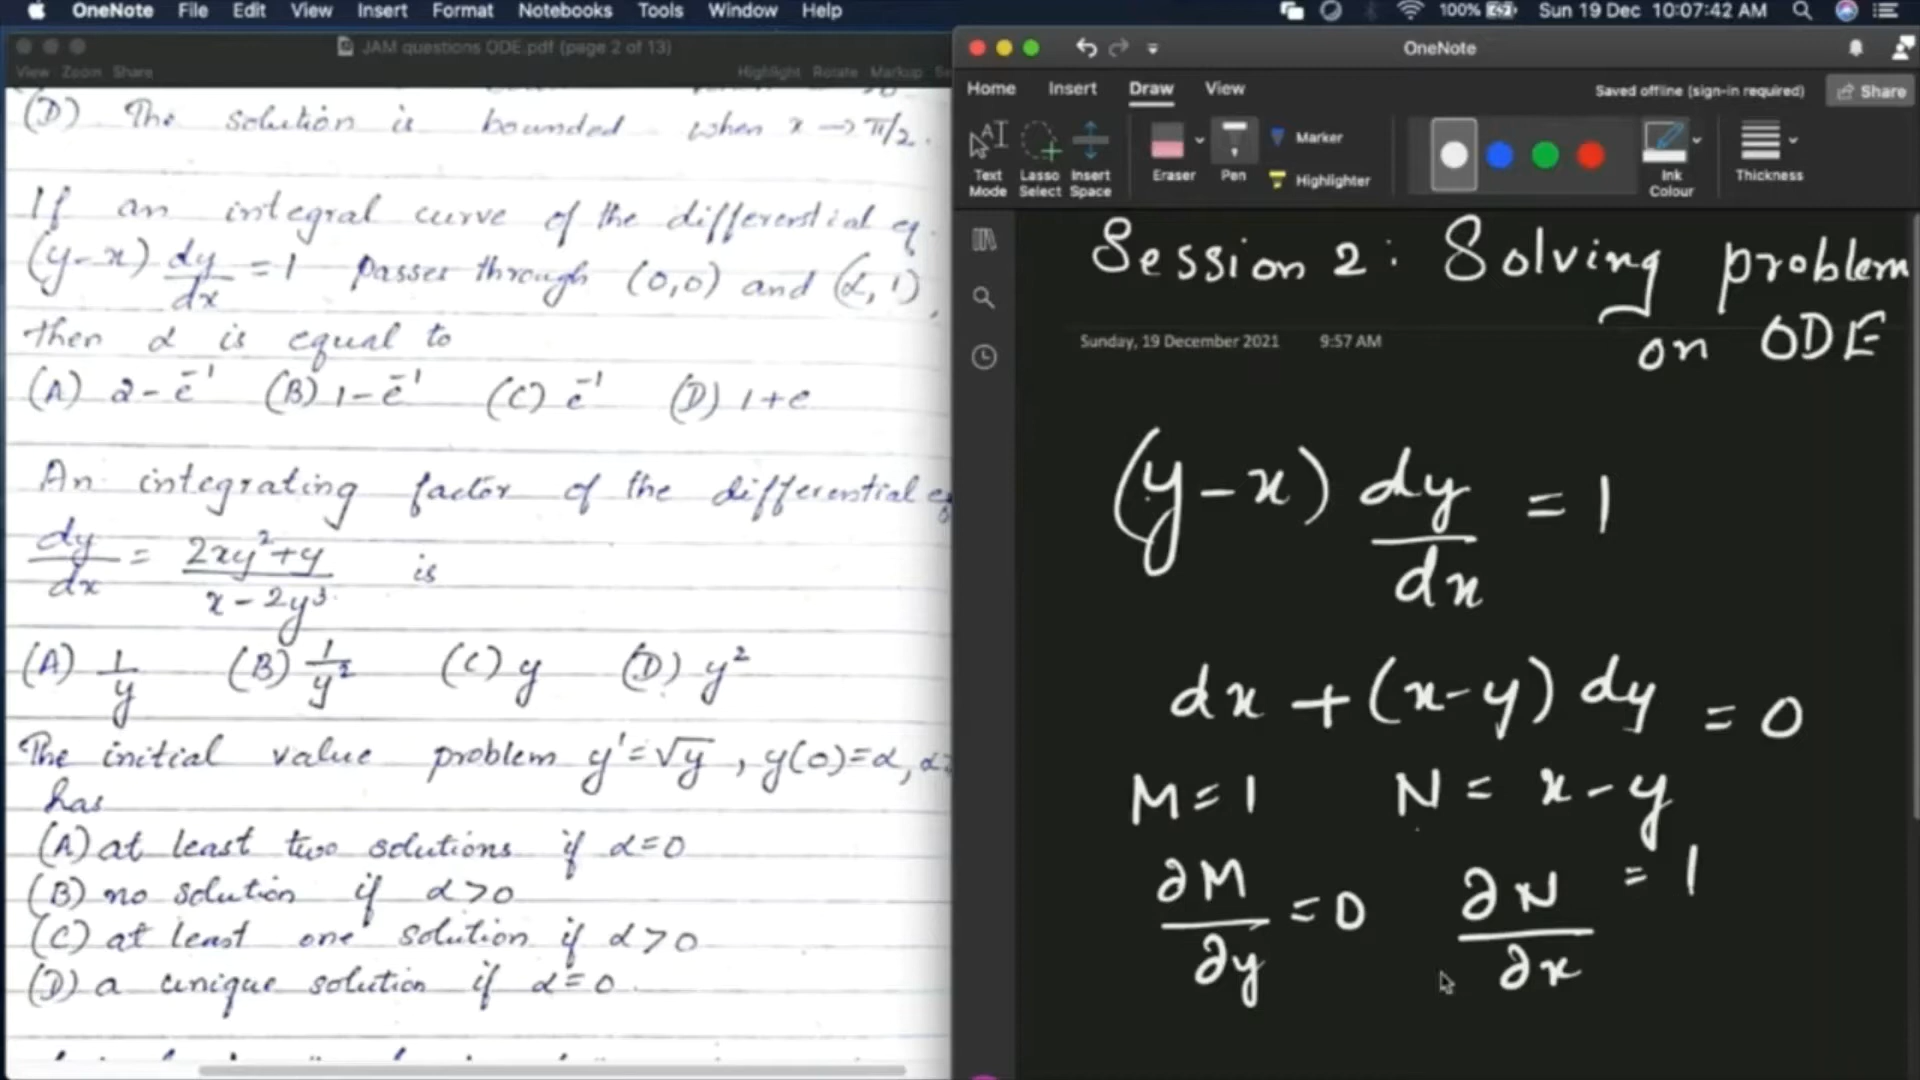 OneNote File Edit View Insert Format Notebooks Tools Window Help 100% Sun 19 Dec 10:07:42 AM
JAM questions ODE.pdf (page 2 of 13)
View Zoom Share Highlight Rotate Markup
(D) The solution is bounded when x → π/2.
If an integral curve of the differential eq.
(y-x) dy/dx = 1 passes through (0,0) and (α, 1),
then α is equal to
(A) 2 - e⁻¹ (B) 1 - e⁻¹ (C) e⁻¹ (D) 1+e
An integrating factor of the differential
dy/dx = (2xy²+y)/(x - 2y³) is
(A) 1/y (B) 1/y² (C) y (D) y²
The initial value problem y' = √y, y(0)=α,
has
(A) at least two solutions if α=0
(B) no solution if α>0
(C) at least one solution if α>0
(D) a unique solution if α=0.
OneNote
Home Insert Draw View Saved offline (sign-in required) Share
Text Mode Lasso Select Insert Space Eraser Pen Marker Highlighter Ink Colour Thickness
Session 2: Solving problem
on ODE
Sunday, 19 December 2021 9:57 AM
(y-x) dy/dx = 1
dx + (x-y) dy = 0
M = 1 N = x - y
∂M/∂y = 0 ∂N/∂x = 1